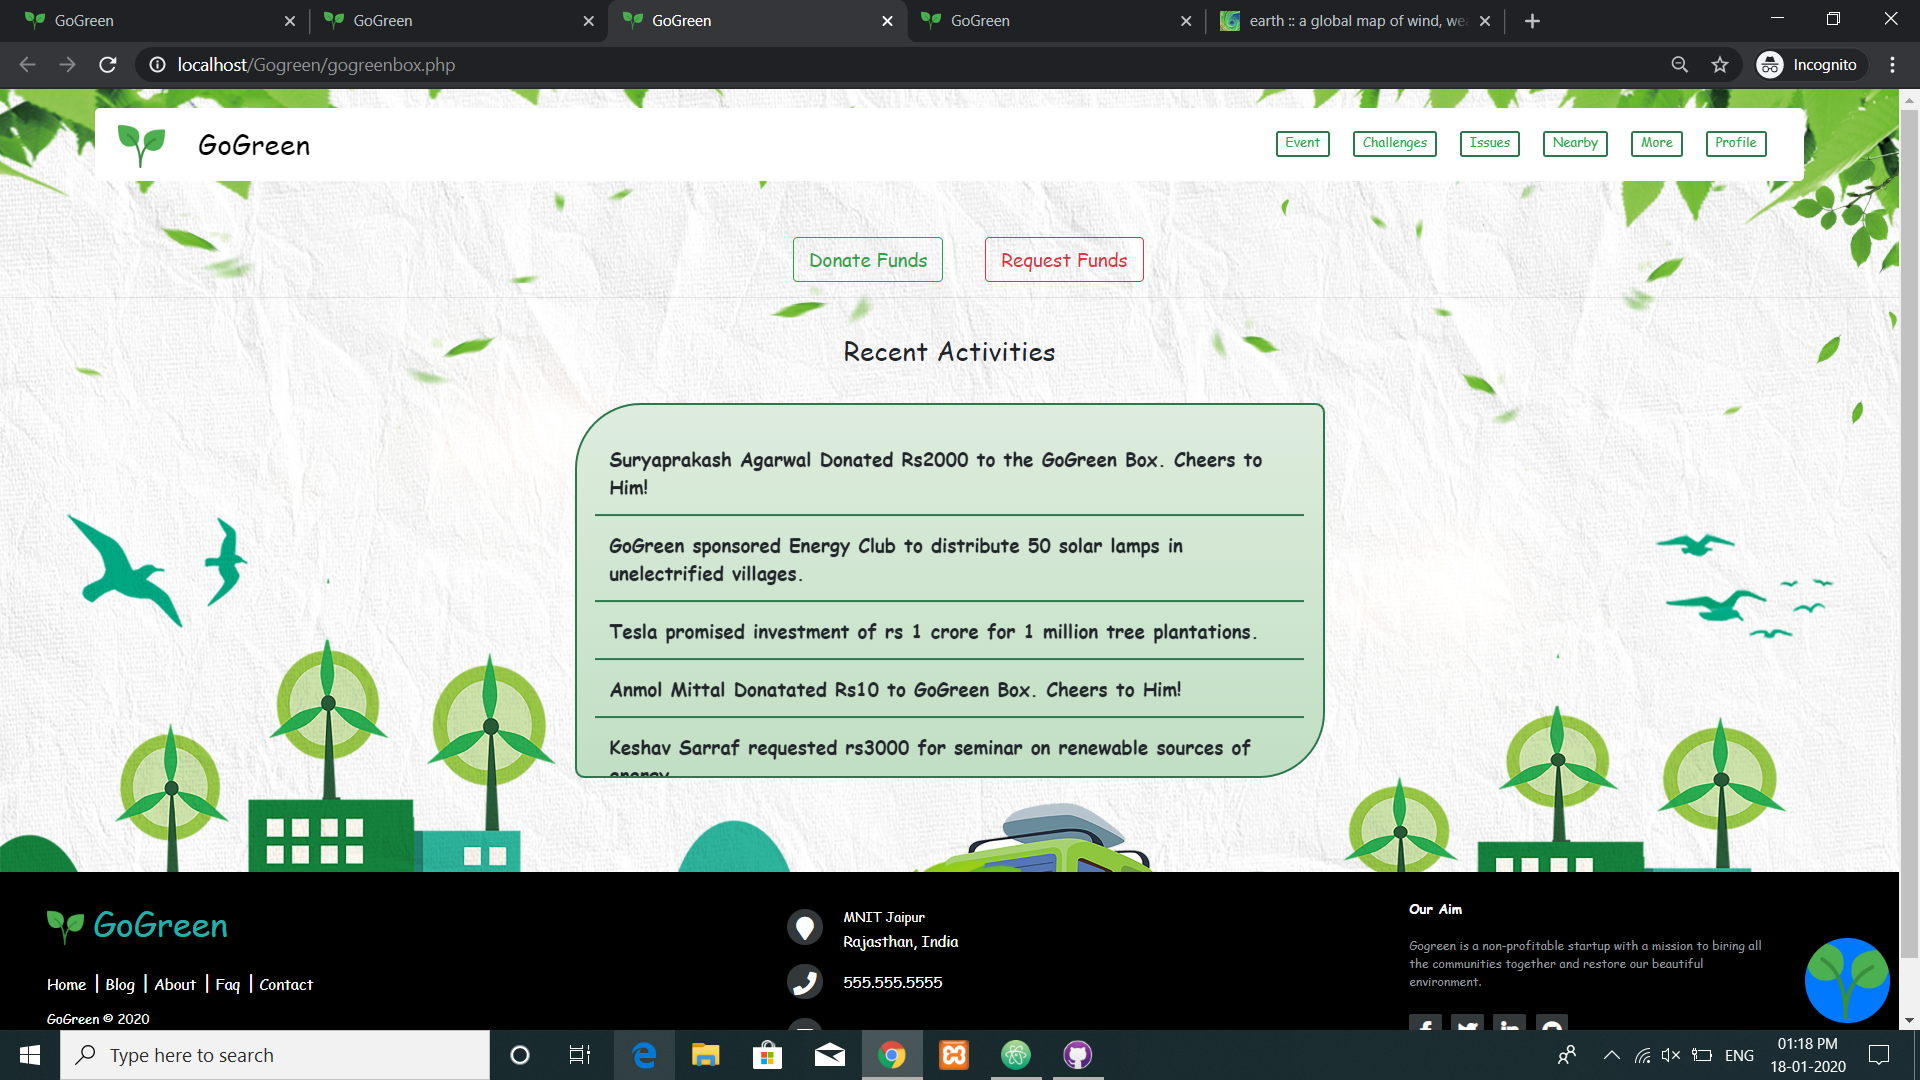 GoGreen
GoGreen
GoGreen
GoGreen
earth :: a global map of wind, wea
localhost/Gogreen/gogreenbox.php
Incognito
GoGreen
Event
Challenges
Issues
Nearby
More
Profile
Donate Funds
Request Funds
Recent Activities
Suryaprakash Agarwal Donated Rs2000 to the GoGreen Box. Cheers to
Him!
GoGreen sponsored Energy Club to distribute 50 solar lamps in
unelectrified villages.
Tesla promised investment of rs 1 crore for 1 million tree plantations.
Anmol Mittal Donatated Rs10 to GoGreen Box. Cheers to Him!
Keshav Sarraf requested rs3000 for seminar on renewable sources of
energy
GoGreen
Home | Blog | About | Faq | Contact
GoGreen © 2020
MNIT Jaipur
Rajasthan, India
555.555.5555
Our Aim
Gogreen is a non-profitable startup with a mission to biring all
the communities together and restore our beautiful
environment.
Type here to search
ENG
01:18 PM
18-01-2020